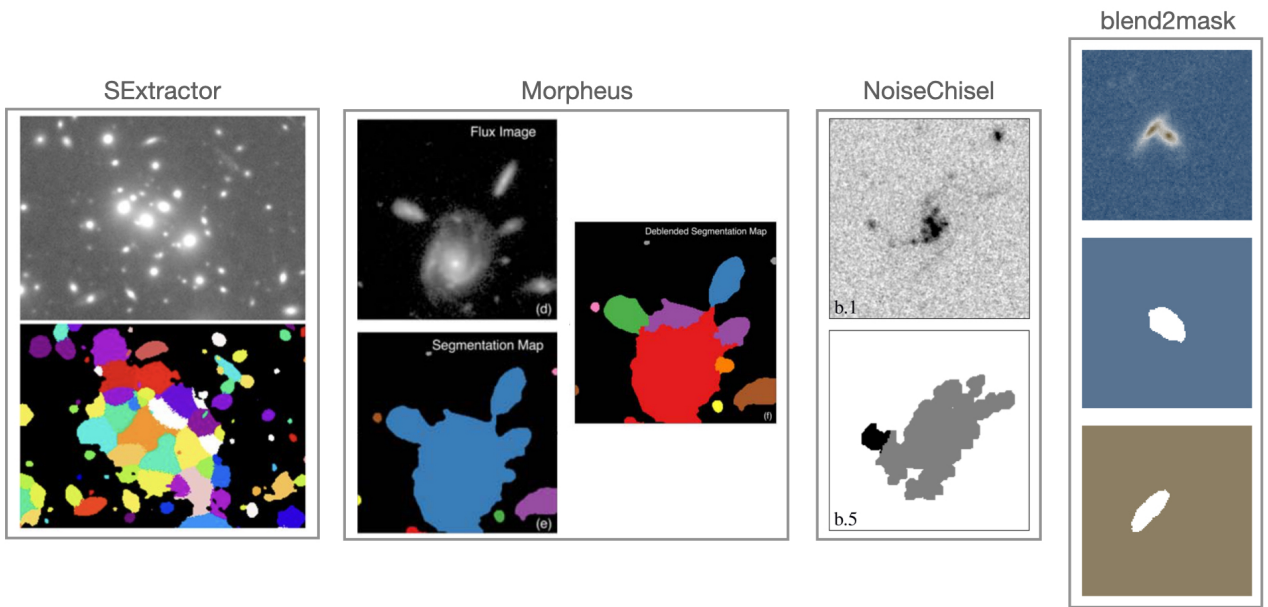 blend2mask
SExtractor
Morpheus
NoiseChisel
Flux Image
(d)
Segmentation Map
(e)
Deblended Segmentation Map
(f)
b.1
b.5